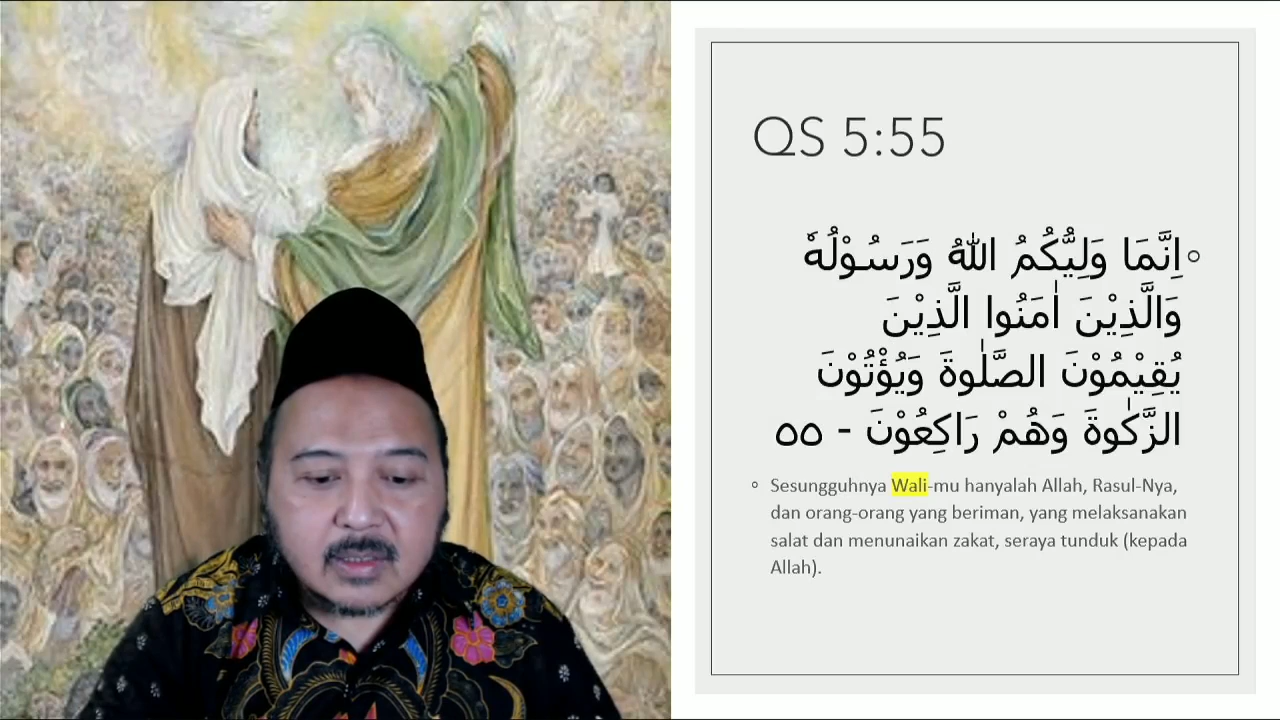 QS 5:55
اِنَّمَا وَلِيُّكُمُ اللّٰهُ وَرَسُوْلُهٗ
وَالَّذِيْنَ اٰمَنُوا الَّذِيْنَ
يُقِيْمُوْنَ الصَّلٰوةَ وَيُؤْتُوْنَ
الزَّكٰوةَ وَهُمْ رَاكِعُوْنَ - ٥٥
Sesungguhnya Wali-mu hanyalah Allah, Rasul-Nya,
dan orang-orang yang beriman, yang melaksanakan
salat dan menunaikan zakat, seraya tunduk (kepada
Allah).